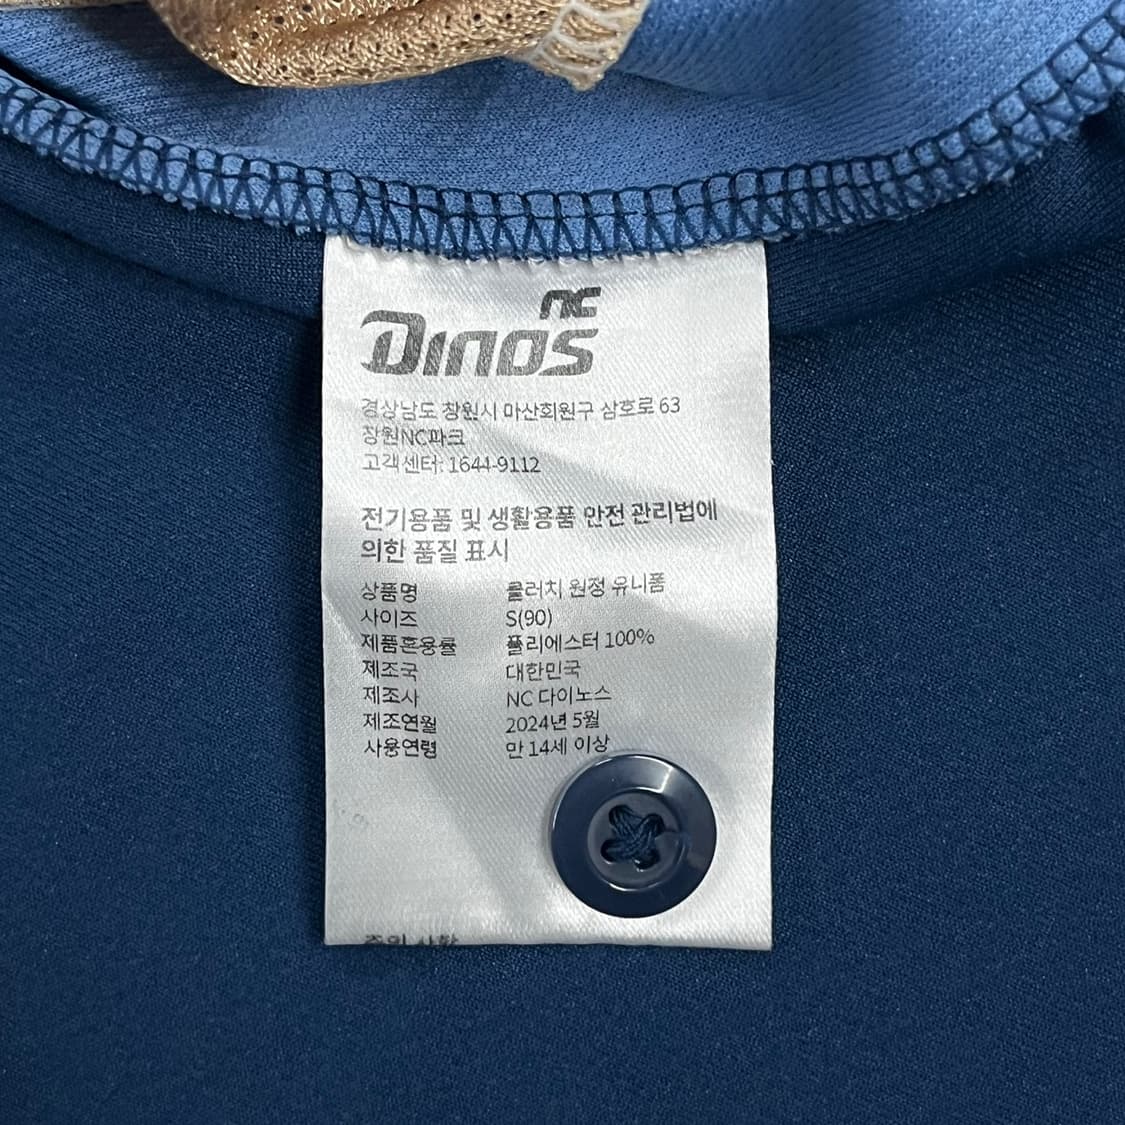 NC
DINOS
경상남도 창원시 마산회원구 삼호로 63
창원NC파크
고객센터: 1644-9112
전기용품 및 생활용품 안전 관리법에
의한 품질 표시
상품명 클러치 원정 유니폼
사이즈 S(90)
제품혼용률 폴리에스터 100%
제조국 대한민국
제조사 NC 다이노스
제조연월 2024년 5월
사용연령 만 14세 이상